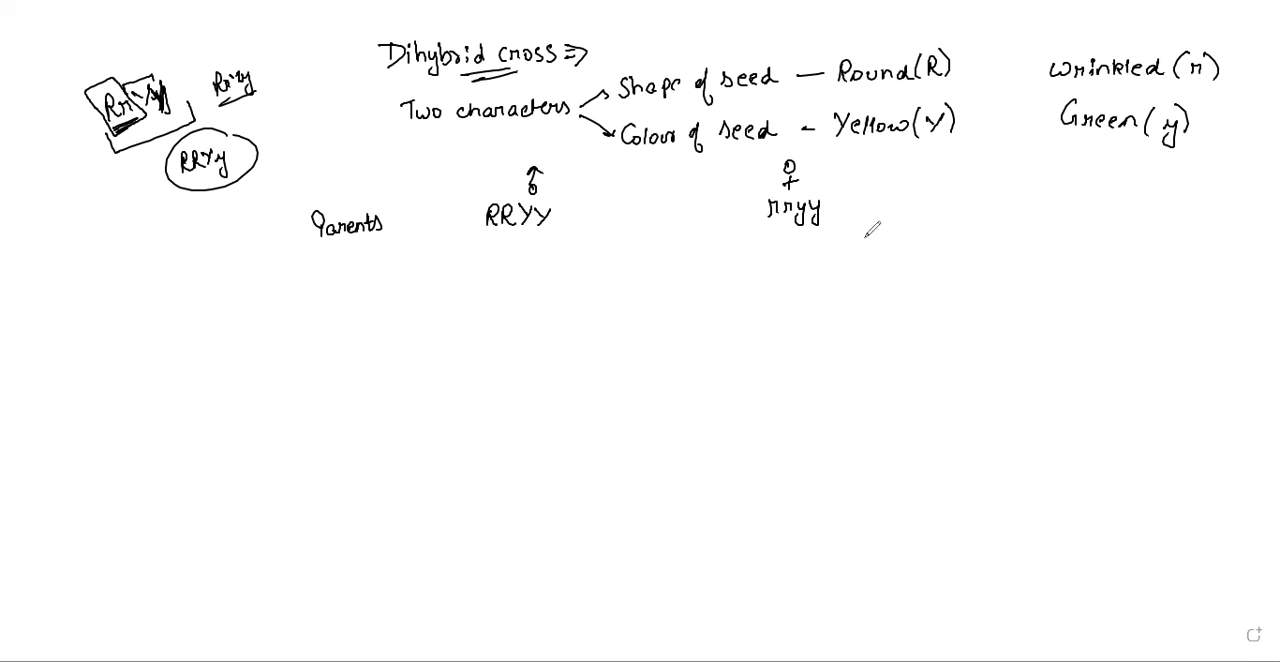 Dihybrid cross ⇒
Two characters
Shape of seed — Round(R) Wrinkled(r)
Colour of seed - Yellow(Y) Green(y)
RrYy
RRYy
♂ ♀
Parents RRYY rryy